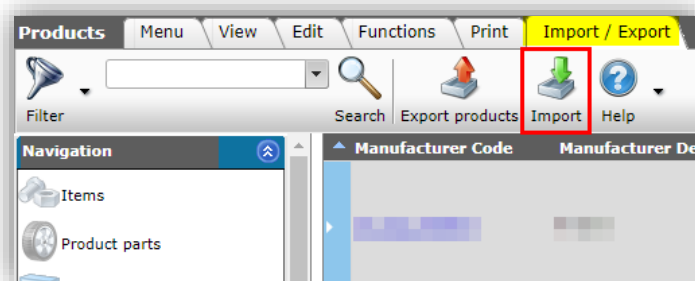 Products Menu View Edit Functions Print Import / Export
Filter Search Export products Import Help
Navigation
Manufacturer Code Manufacturer De
Items
Product parts